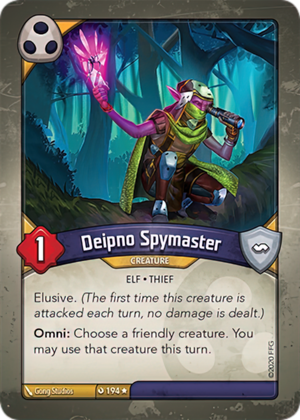 Deipno Spymaster
1
CREATURE
ELF • THIEF
Elusive. (The first time this creature is
attacked each turn, no damage is dealt.)
Omni: Choose a friendly creature. You
may use that creature this turn.
Gong Studios
194★
©2020 FFG